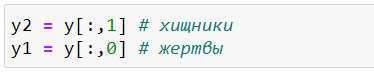 y2 = y[:,1] # хищники
y1 = y[:,0] # жертвы